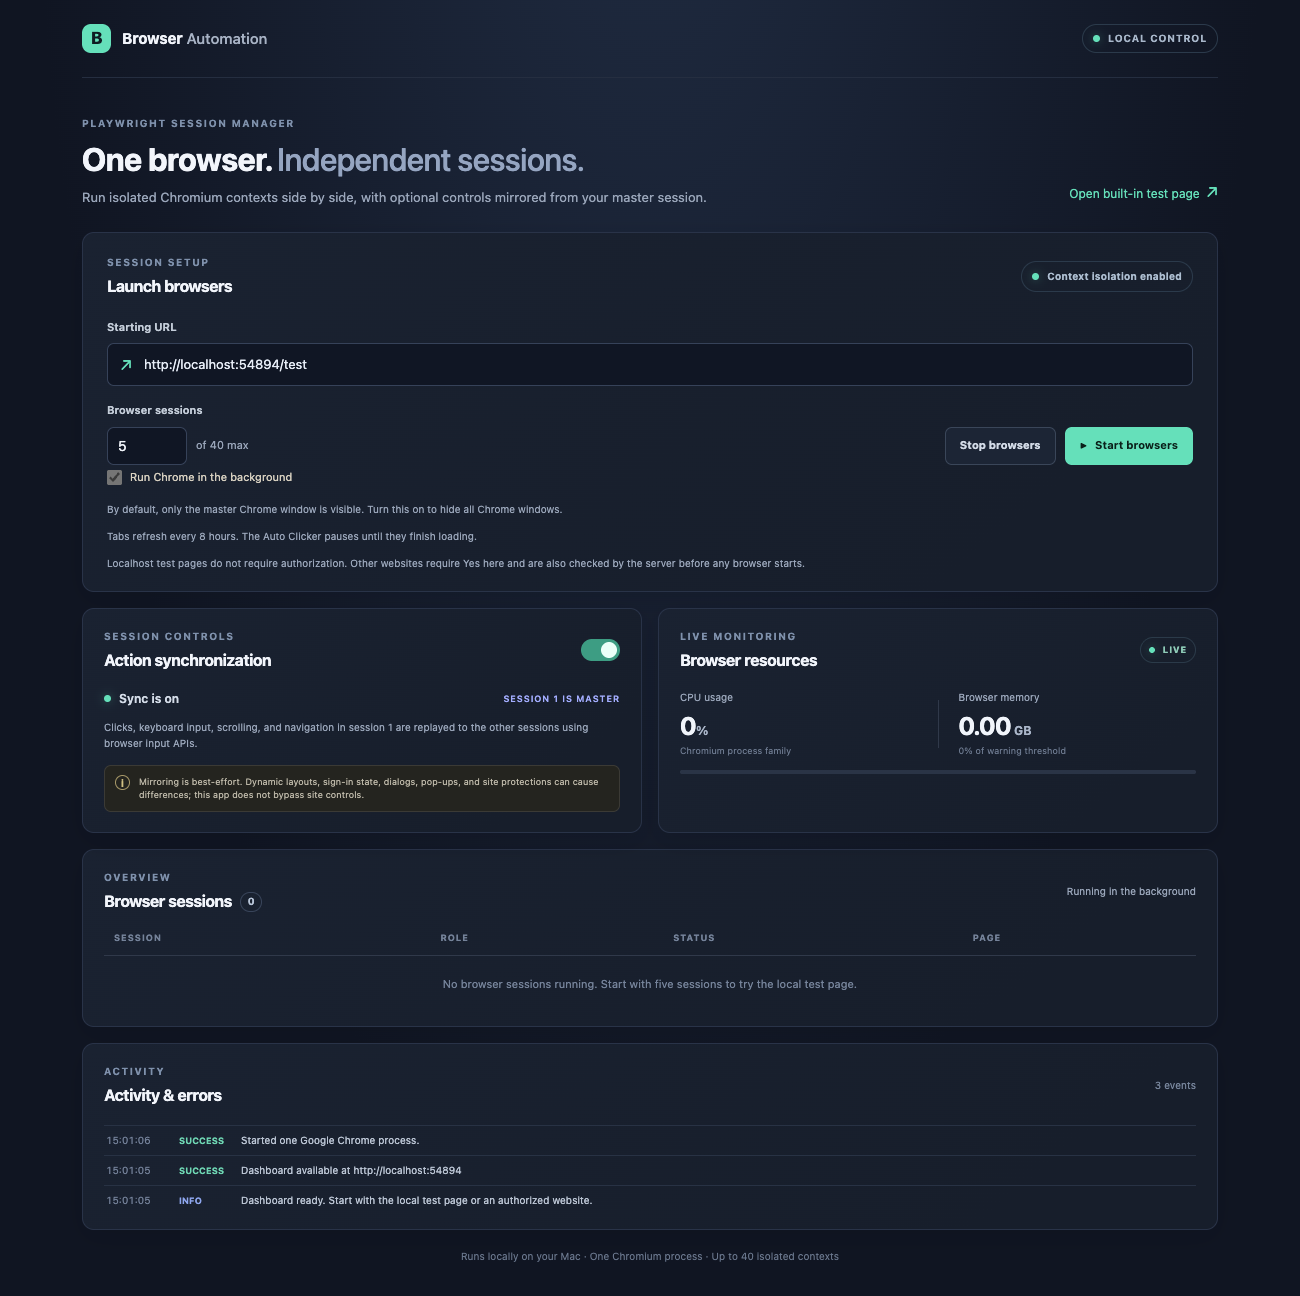 B Browser Automation
LOCAL CONTROL
PLAYWRIGHT SESSION MANAGER
One browser. Independent sessions.
Run isolated Chromium contexts side by side, with optional controls mirrored from your master session.
Open built-in test page
SESSION SETUP
Launch browsers
Context isolation enabled
Starting URL
http://localhost:54894/test
Browser sessions
5 of 40 max
Stop browsers
Start browsers
Run Chrome in the background
By default, only the master Chrome window is visible. Turn this on to hide all Chrome windows.
Tabs refresh every 8 hours. The Auto Clicker pauses until they finish loading.
Localhost test pages do not require authorization. Other websites require Yes here and are also checked by the server before any browser starts.
SESSION CONTROLS
Action synchronization
Sync is on
SESSION 1 IS MASTER
Clicks, keyboard input, scrolling, and navigation in session 1 are replayed to the other sessions using
browser input APIs.
Mirroring is best-effort. Dynamic layouts, sign-in state, dialogs, pop-ups, and site protections can cause
differences; this app does not bypass site controls.
LIVE MONITORING
Browser resources
LIVE
CPU usage
0%
Chromium process family
Browser memory
0.00 GB
0% of warning threshold
OVERVIEW
Browser sessions 0
Running in the background
SESSION ROLE STATUS PAGE
No browser sessions running. Start with five sessions to try the local test page.
ACTIVITY
Activity & errors
3 events
15:01:06 SUCCESS Started one Google Chrome process.
15:01:05 SUCCESS Dashboard available at http://localhost:54894
15:01:05 INFO Dashboard ready. Start with the local test page or an authorized website.
Runs locally on your Mac · One Chromium process · Up to 40 isolated contexts